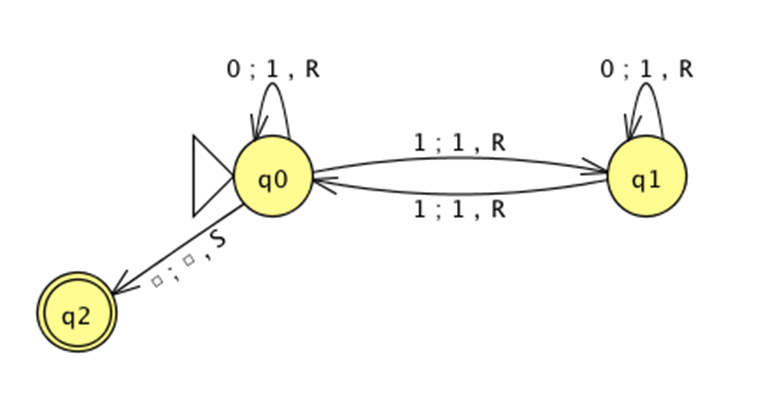 0 ; 1 , R
0 ; 1 , R
1 ; 1 , R
q0
q1
1 ; 1 , R
□ ; □ , S
q2